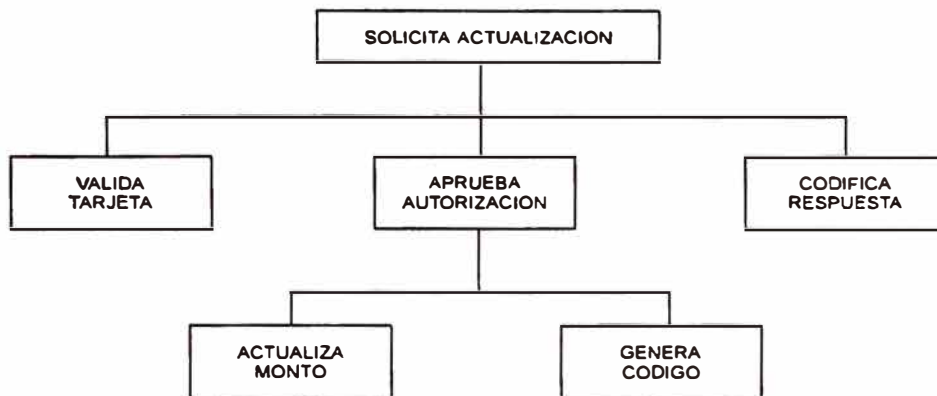 SOLICITA ACTUALIZACION
VALIDA
TARJETA
APRUEBA
AUTORIZACION
CODIFICA
RESPUESTA
ACTUALIZA
MONTO
GENERA
CODIGO